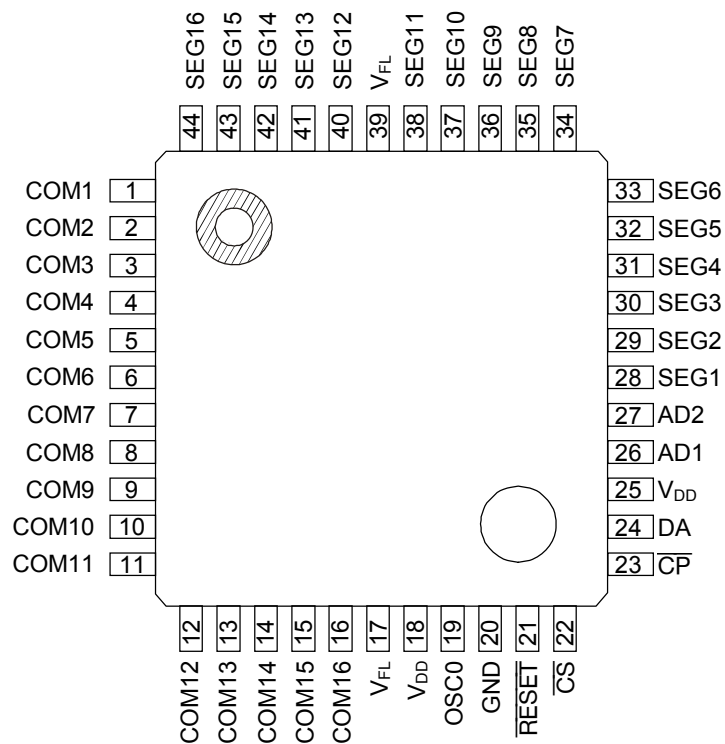 SEG16 SEG15 SEG14 SEG13 SEG12 VFL SEG11 SEG10 SEG9 SEG8 SEG7
44 43 42 41 40 39 38 37 36 35 34
COM1 1
COM2 2
COM3 3
COM4 4
COM5 5
COM6 6
COM7 7
COM8 8
COM9 9
COM10 10
COM11 11
33 SEG6
32 SEG5
31 SEG4
30 SEG3
29 SEG2
28 SEG1
27 AD2
26 AD1
25 VDD
24 DA
23 C̅P̅
12 13 14 15 16 17 18 19 20 21 22
COM12 COM13 COM14 COM15 COM16 VFL VDD OSC0 GND R̅E̅S̅E̅T̅ C̅S̅